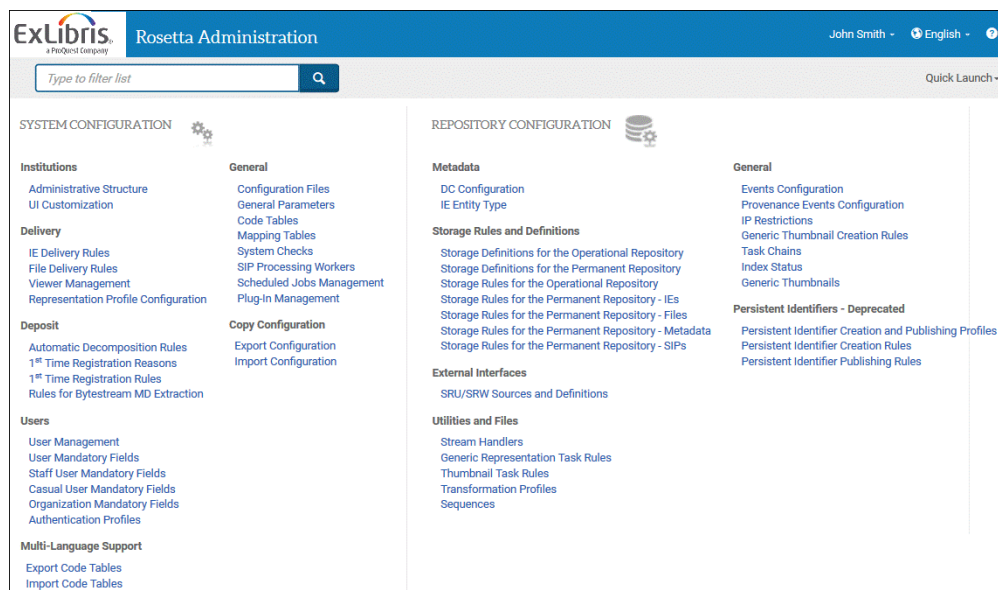 ExLibris
a ProQuest Company
Rosetta Administration
John Smith
English
?
Type to filter list
Quick Launch
SYSTEM CONFIGURATION
Institutions
Administrative Structure
UI Customization
Delivery
IE Delivery Rules
File Delivery Rules
Viewer Management
Representation Profile Configuration
Deposit
Automatic Decomposition Rules
1st Time Registration Reasons
1st Time Registration Rules
Rules for Bytestream MD Extraction
Users
User Management
User Mandatory Fields
Staff User Mandatory Fields
Casual User Mandatory Fields
Organization Mandatory Fields
Authentication Profiles
Multi-Language Support
Export Code Tables
Import Code Tables
General
Configuration Files
General Parameters
Code Tables
Mapping Tables
System Checks
SIP Processing Workers
Scheduled Jobs Management
Plug-In Management
Copy Configuration
Export Configuration
Import Configuration
REPOSITORY CONFIGURATION
Metadata
DC Configuration
IE Entity Type
Storage Rules and Definitions
Storage Definitions for the Operational Repository
Storage Definitions for the Permanent Repository
Storage Rules for the Operational Repository
Storage Rules for the Permanent Repository - IEs
Storage Rules for the Permanent Repository - Files
Storage Rules for the Permanent Repository - Metadata
Storage Rules for the Permanent Repository - SIPs
External Interfaces
SRU/SRW Sources and Definitions
Utilities and Files
Stream Handlers
Generic Representation Task Rules
Thumbnail Task Rules
Transformation Profiles
Sequences
General
Events Configuration
Provenance Events Configuration
IP Restrictions
Generic Thumbnail Creation Rules
Task Chains
Index Status
Generic Thumbnails
Persistent Identifiers - Deprecated
Persistent Identifier Creation and Publishing Profiles
Persistent Identifier Creation Rules
Persistent Identifier Publishing Rules